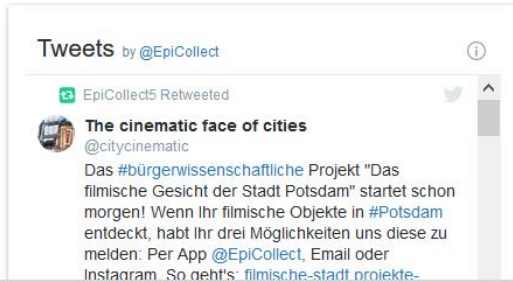 Tweets by @EpiCollect
EpiCollect5 Retweeted
The cinematic face of cities
@citycinematic
Das #bürgerwissenschaftliche Projekt "Das
filmische Gesicht der Stadt Potsdam" startet schon
morgen! Wenn Ihr filmische Objekte in #Potsdam
entdeckt, habt Ihr drei Möglichkeiten uns diese zu
melden: Per App @EpiCollect, Email oder
Instagram. So geht's: filmische-stadt.projekte-